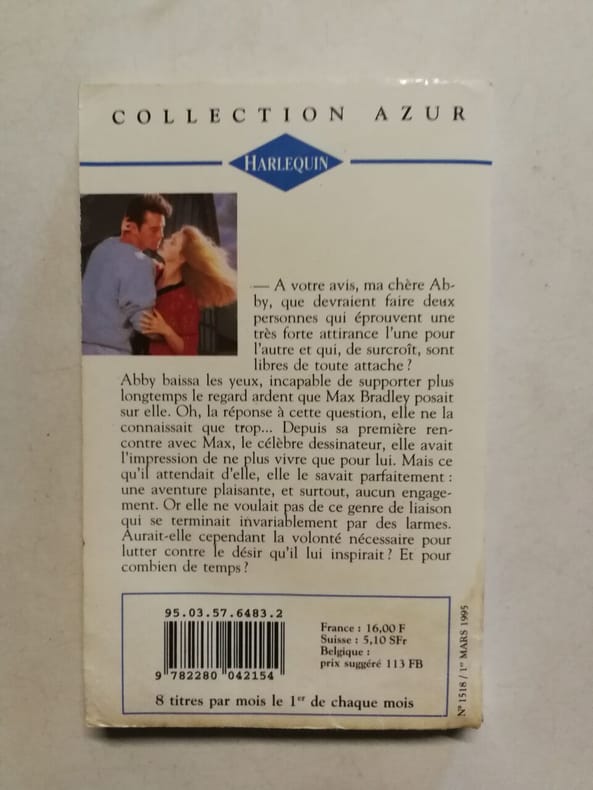 COLLECTION AZUR
HARLEQUIN
— A votre avis, ma chère Ab-
by, que devraient faire deux
personnes qui éprouvent une
très forte attirance l'une pour
l'autre et qui, de surcroît, sont
libres de toute attache ?
Abby baissa les yeux, incapable de supporter plus
longtemps le regard ardent que Max Bradley posait
sur elle. Oh, la réponse à cette question, elle ne la
connaissait que trop... Depuis sa première ren-
contre avec Max, le célèbre dessinateur, elle avait
l'impression de ne plus vivre que pour lui. Mais ce
qu'il attendait d'elle, elle le savait parfaitement :
une aventure plaisante, et surtout, aucun engage-
ment. Or elle ne voulait pas de ce genre de liaison
qui se terminait invariablement par des larmes.
Aurait-elle cependant la volonté nécessaire pour
lutter contre le désir qu'il lui inspirait ? Et pour
combien de temps ?
95.03.57.6483.2
9 782280 042154
France : 16,00 F
Suisse : 5,10 SFr
Belgique :
prix suggéré 113 FB
8 titres par mois le 1er de chaque mois
N° 1518 / 1er MARS 1995